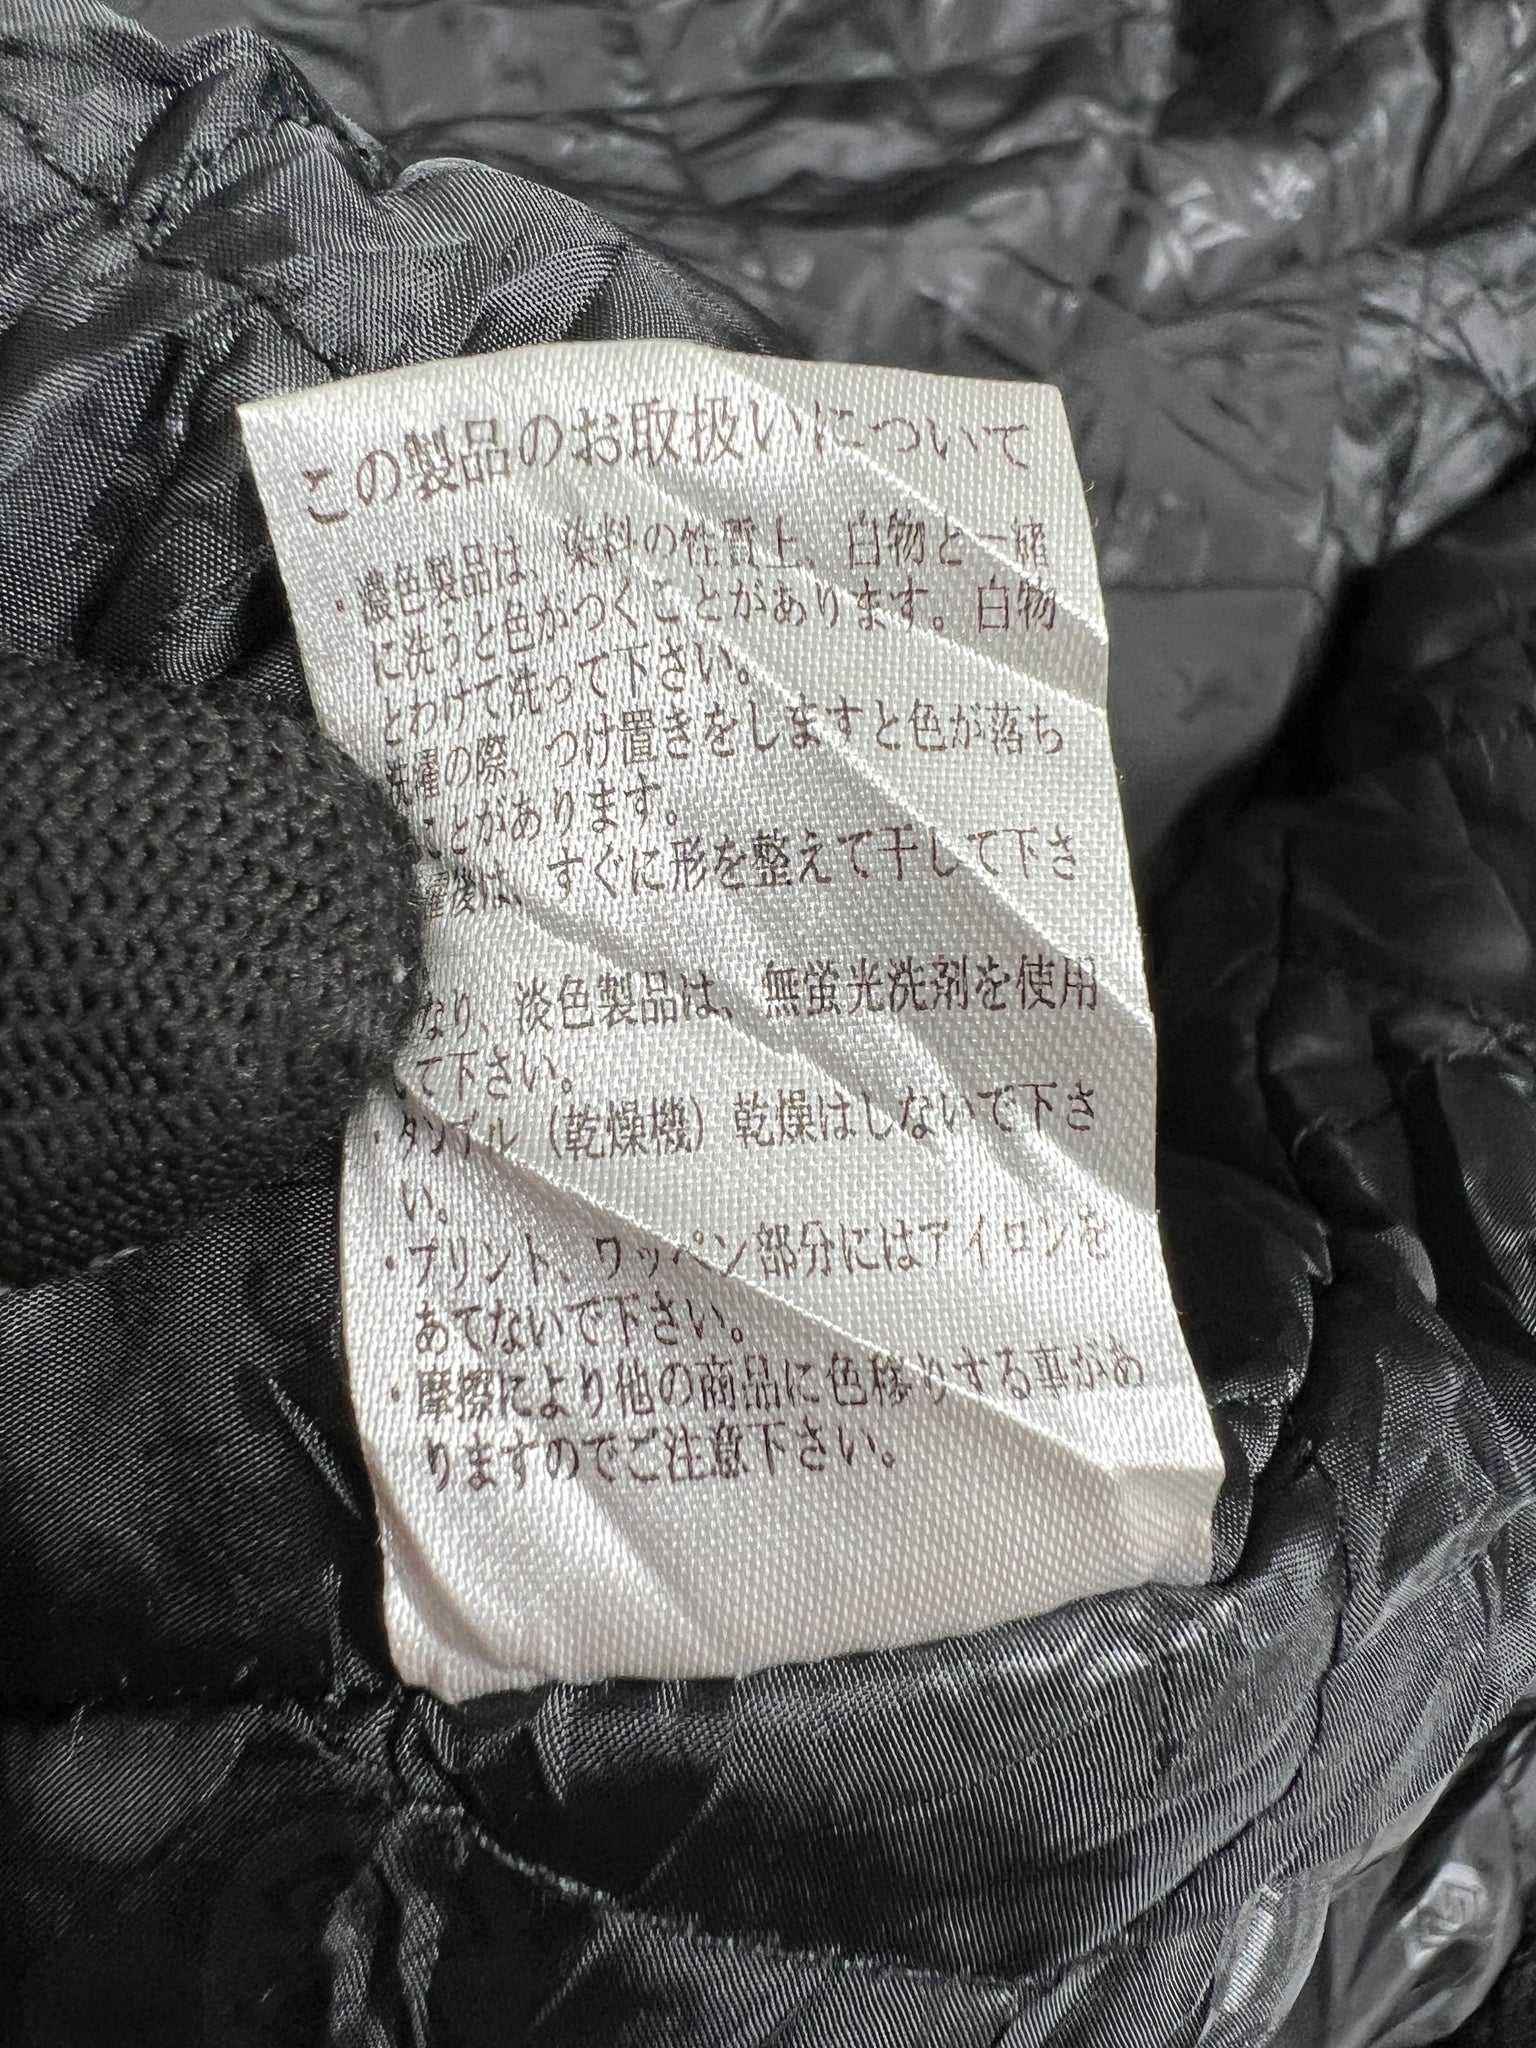 この製品のお取扱いについて
・濃色製品は、染料の性質上、白物と一緒
に洗うと色がつくことがあります。白物
とわけて洗って下さい。
洗濯の際、つけ置きをしますと色が落ち
ことがあります。
濯後は、すぐに形を整えて干して下さ
なり、淡色製品は、無蛍光洗剤を使用
て下さい。
・タンブル(乾燥機)乾燥はしないで下さ
い。
・プリント、ワッペン部分にはアイロンを
あてないで下さい。
・摩擦により他の商品に色移りする事があ
りますのでご注意下さい。